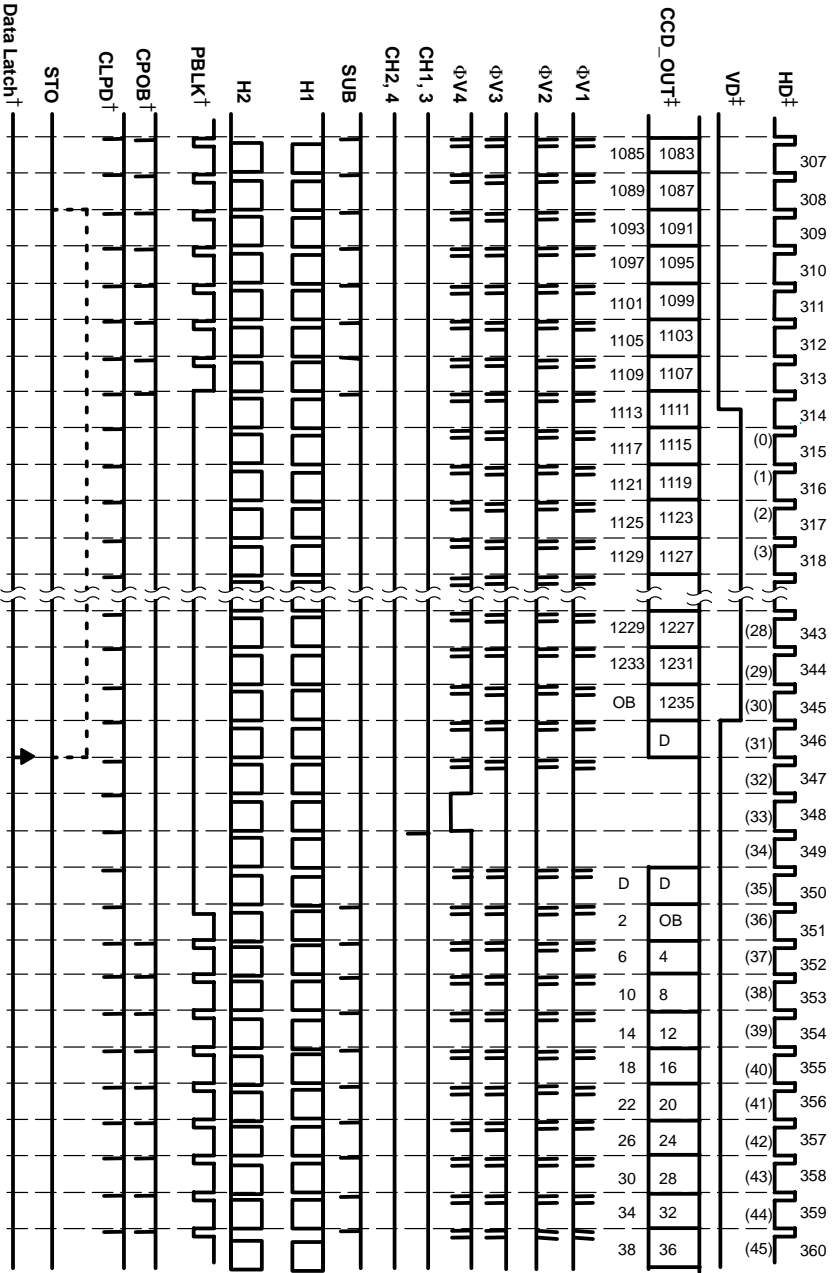 Data Latch†
STO
CLPD†
CPOB†
PBLK†
H2
H1
SUB
CH2, 4
CH1, 3
ΦV4
ΦV3
ΦV2
ΦV1
CCD_OUT‡
VD‡
HD‡
1085 1083 307
1089 1087 308
1093 1091 309
1097 1095 310
1101 1099 311
1105 1103 312
1109 1107 313
1113 1111 314
1117 1115 (0) 315
1121 1119 (1) 316
1125 1123 (2) 317
1129 1127 (3) 318
1229 1227 (28) 343
1233 1231 (29) 344
OB 1235 (30) 345
D (31) 346
(32) 347
(33) 348
(34) 349
D D (35) 350
2 OB (36) 351
6 4 (37) 352
10 8 (38) 353
14 12 (39) 354
18 16 (40) 355
22 20 (41) 356
26 24 (42) 357
30 28 (43) 358
34 32 (44) 359
38 36 (45) 360